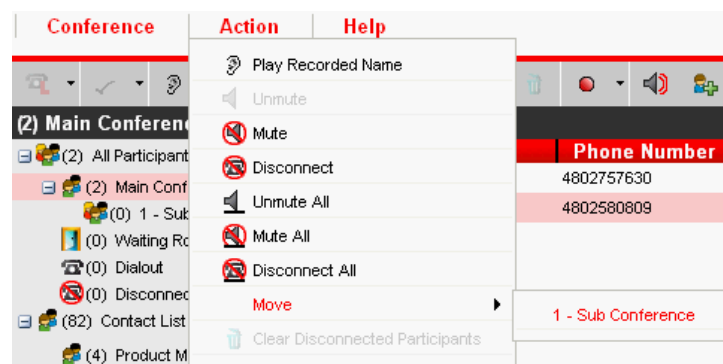 Conference Action Help
(2) Main Conferen
(2) All Participant
(2) Main Conf
(0) 1 - Sub
(0) Waiting Ro
(0) Dialout
(0) Disconnec
(82) Contact List
(4) Product M
Play Recorded Name
Unmute
Mute
Disconnect
Unmute All
Mute All
Disconnect All
Move
Clear Disconnected Participants
1 - Sub Conference
Phone Number
4802757630
4802580809